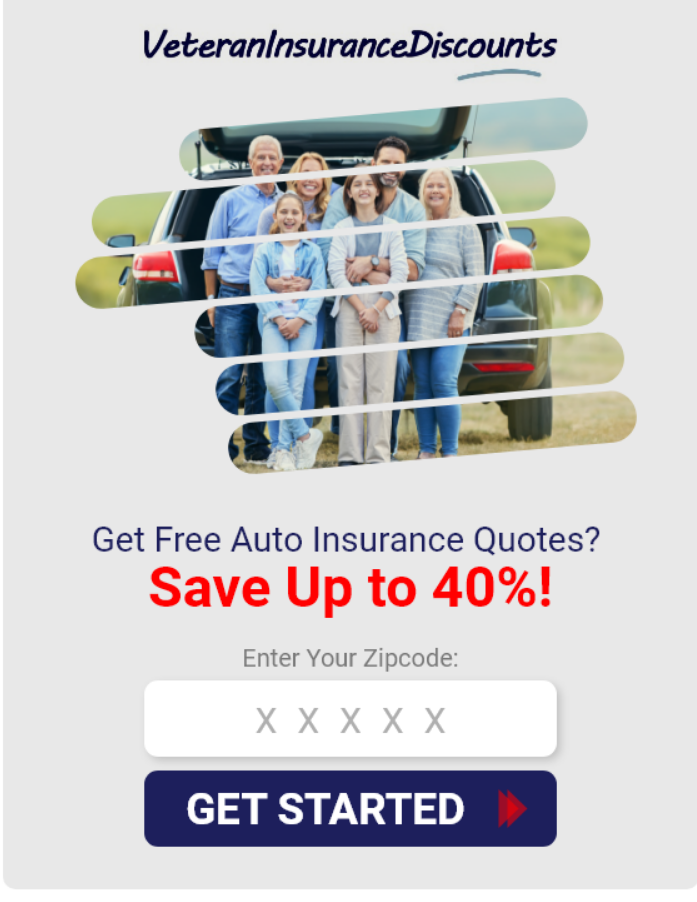 VeteranInsuranceDiscounts
Get Free Auto Insurance Quotes?
Save Up to 40%!
Enter Your Zipcode:
X X X X X
GET STARTED